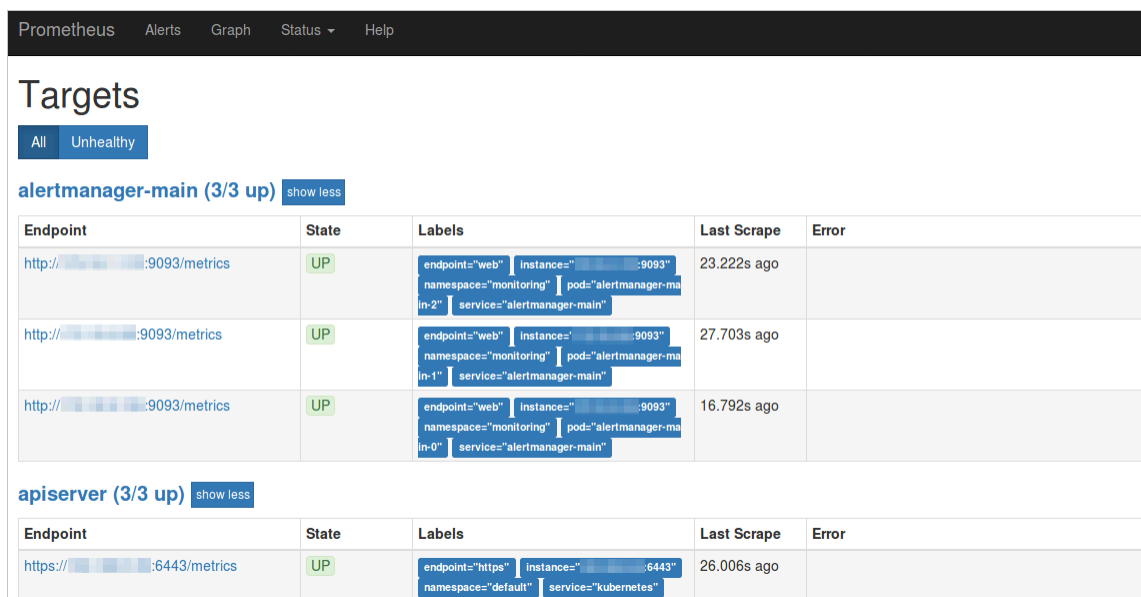 Prometheus Alerts Graph Status Help
Targets
All Unhealthy
alertmanager-main (3/3 up) show less
Endpoint State Labels Last Scrape Error
http:// :9093/metrics UP endpoint="web" instance=" :9093" 23.222s ago
namespace="monitoring" pod="alertmanager-ma
in-2" service="alertmanager-main"
http:// :9093/metrics UP endpoint="web" instance=" :9093" 27.703s ago
namespace="monitoring" pod="alertmanager-ma
in-1" service="alertmanager-main"
http:// :9093/metrics UP endpoint="web" instance=" :9093" 16.792s ago
namespace="monitoring" pod="alertmanager-ma
in-0" service="alertmanager-main"
apiserver (3/3 up) show less
Endpoint State Labels Last Scrape Error
https:// :6443/metrics UP endpoint="https" instance=" :6443" 26.006s ago
namespace="default" service="kubernetes"